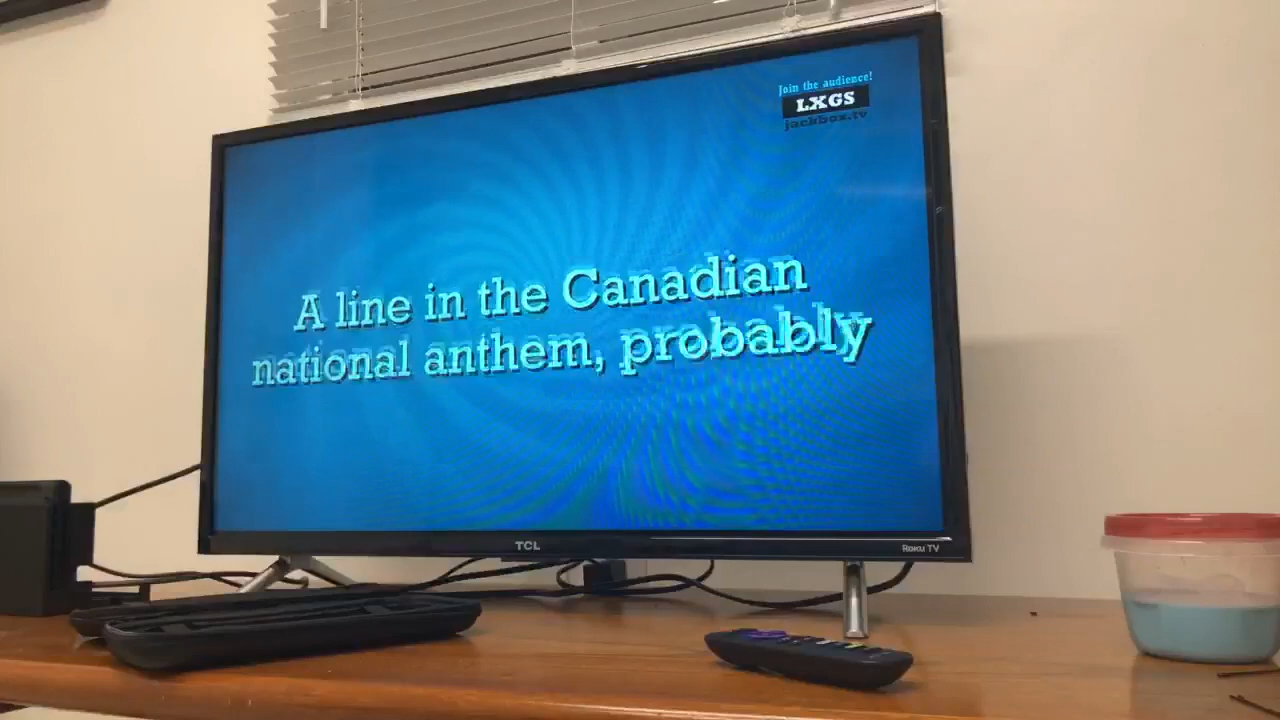 Join the audience!
LXGS
jackbox.tv
A line in the Canadian
national anthem, probably
TCL
Roku TV